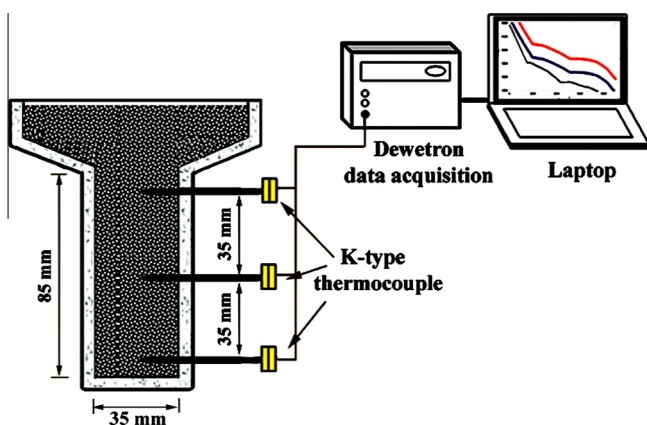 Dewetron
data acquisition
Laptop
85 mm
35 mm
35 mm
K-type
thermocouple
35 mm